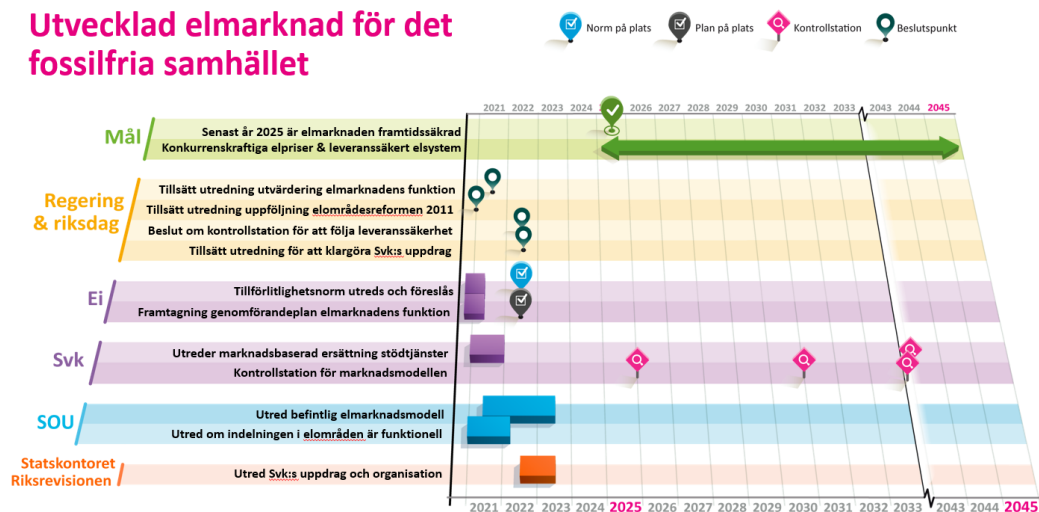 Utvecklad elmarknad för det
fossilfria samhället
Norm på plats
Plan på plats
Kontrollstation
Beslutspunkt
2021 2022 2023 2024 2026 2027 2028 2029 2030 2031 2032 2033 2043 2044 2045
Mål
Senast år 2025 är elmarknaden framtidssäkrad
Konkurrenskraftiga elpriser & leveranssäkert elsystem
Regering
& riksdag
Tillsätt utredning utvärdering elmarknadens funktion
Tillsätt utredning uppföljning elområdesreformen 2011
Beslut om kontrollstation för att följa leveranssäkerhet
Tillsätt utredning för att klargöra Svk:s uppdrag
Ei
Tillförlitlighetsnorm utreds och föreslås
Framtagning genomförandeplan elmarknadens funktion
Svk
Utreder marknadsbaserad ersättning stödtjänster
Kontrollstation för marknadsmodellen
SOU
Utred befintlig elmarknadsmodell
Utred om indelningen i elområden är funktionell
Statskontoret
Riksrevisionen
Utred Svk:s uppdrag och organisation
2021 2022 2023 2024 2025 2026 2027 2028 2029 2030 2031 2032 2033 2043 2044 2045